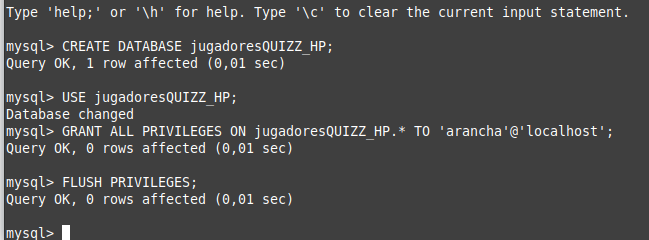 Type 'help;' or '\h' for help. Type '\c' to clear the current input statement.
mysql> CREATE DATABASE jugadoresQUIZZ_HP;
Query OK, 1 row affected (0,01 sec)
mysql> USE jugadoresQUIZZ_HP;
Database changed
mysql> GRANT ALL PRIVILEGES ON jugadoresQUIZZ_HP.* TO 'arancha'@'localhost';
Query OK, 0 rows affected (0,01 sec)
mysql> FLUSH PRIVILEGES;
Query OK, 0 rows affected (0,01 sec)
mysql>